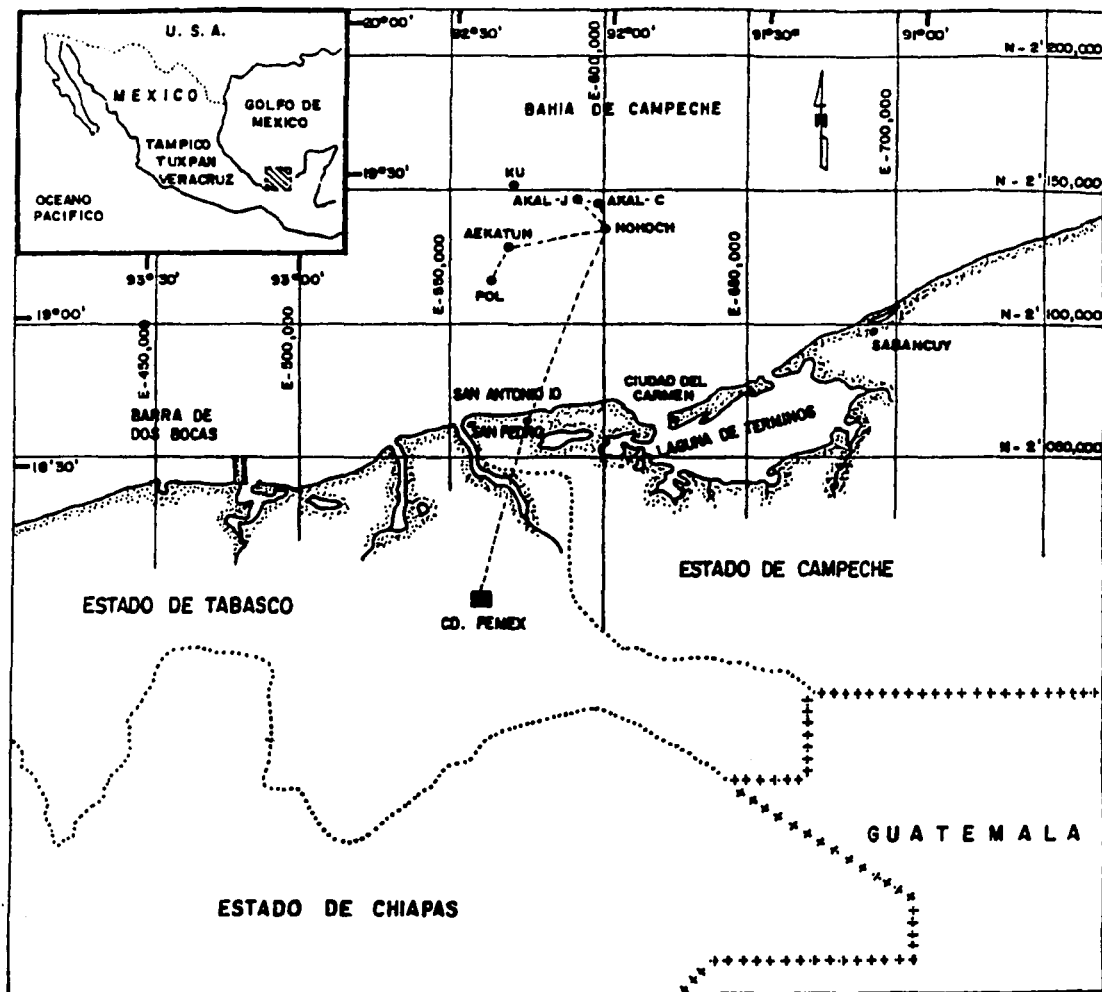 U. S. A.
MEXICO
GOLFO DE
MEXICO
TAMPICO
TUXPAN
VERACRUZ
OCEANO
PACIFICO
20°00'
92°30'
92°00'
91°30'
91°00'
N-2'200,000
E-600,000
BAHIA DE CAMPECHE
N
E-700,000
19°30'
KU
N-2'150,000
AKAL-J
AKAL-C
AEKATUN
NOHOCH
E-550,000
POL
93°30'
93°00'
19°00'
E-450,000
E-500,000
E-650,000
N-2'100,000
SABANCUY
CIUDAD DEL
CARMEN
SAN ANTONIO IO
BARRA DE
DOS BOCAS
SAN PEDRO
LAGUNA DE TERMINOS
18°30'
N-2'050,000
ESTADO DE CAMPECHE
ESTADO DE TABASCO
CD. PEMEX
GUATEMALA
ESTADO DE CHIAPAS